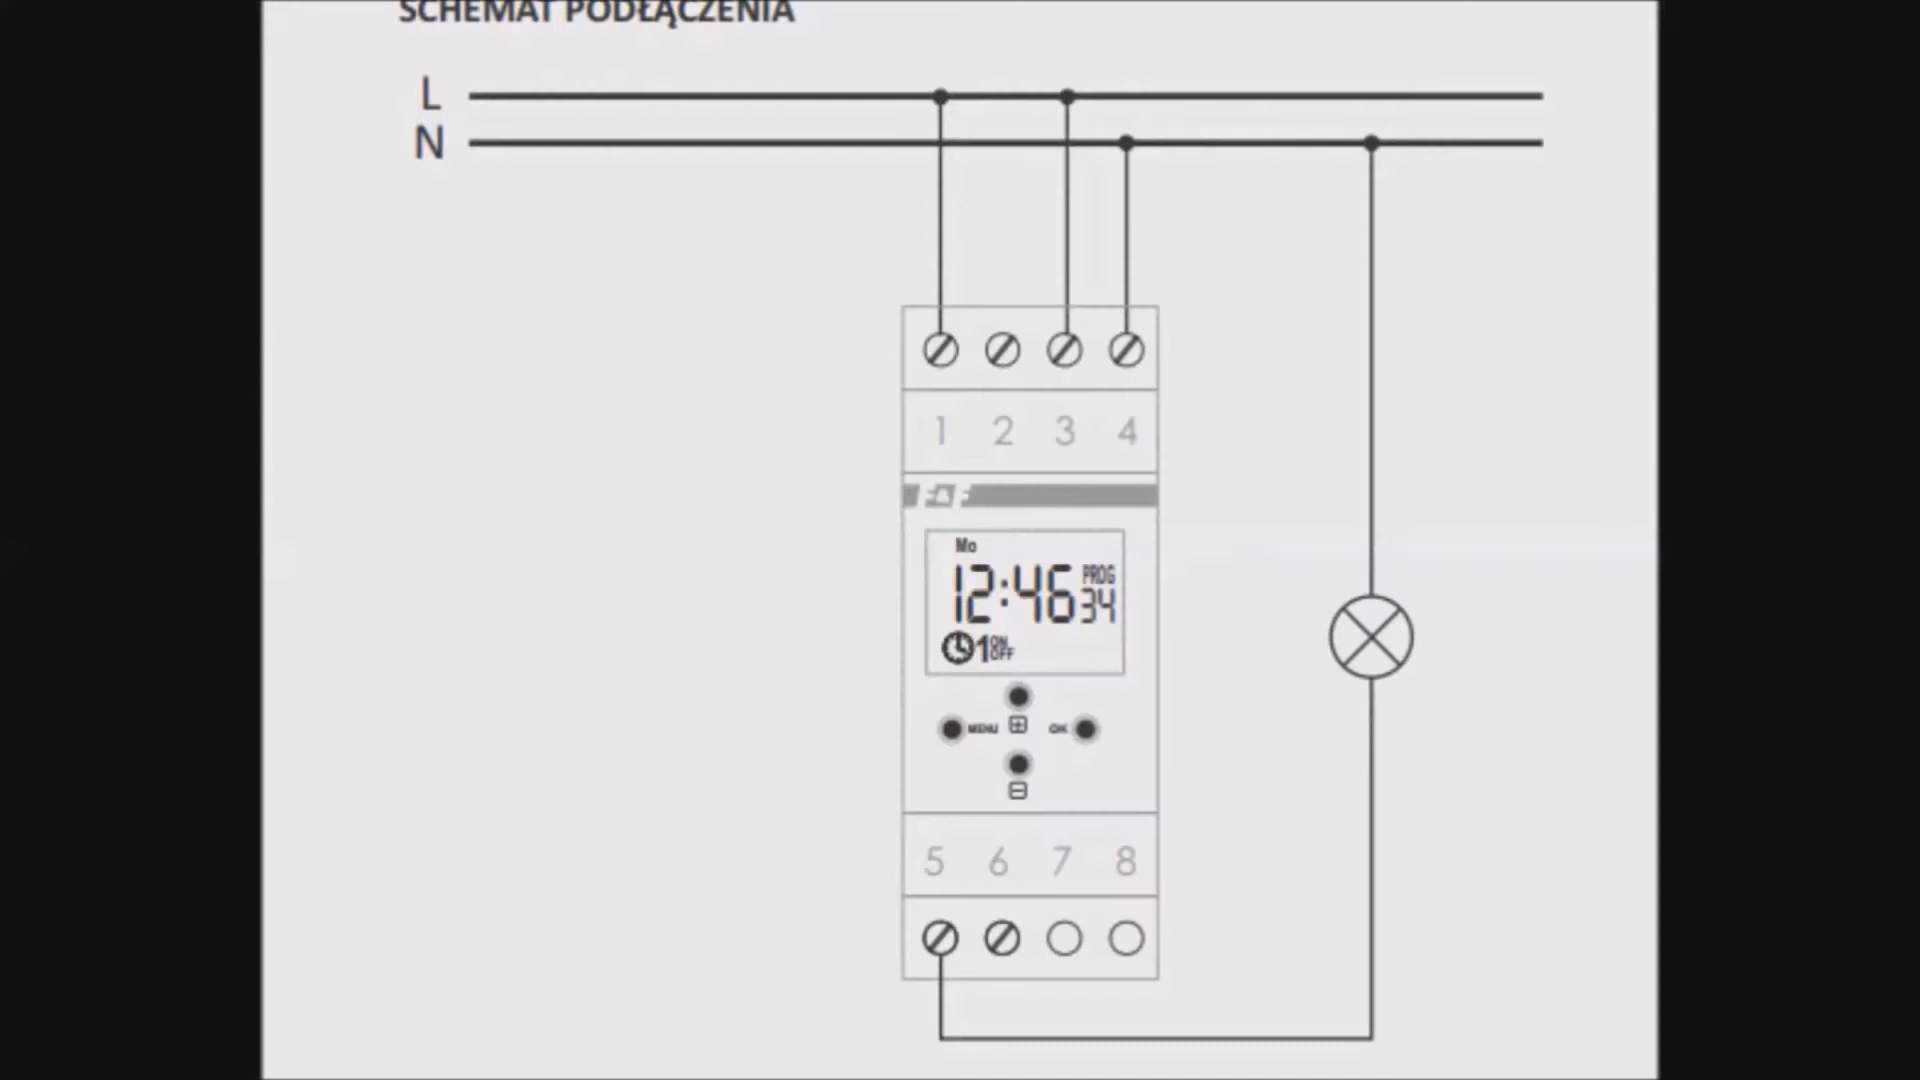 SCHEMAT PODŁĄCZENIA
L
N
1 2 3 4
F&F
Mo
12:46 PROG 34
1 ON OFF
MENU OK
5 6 7 8